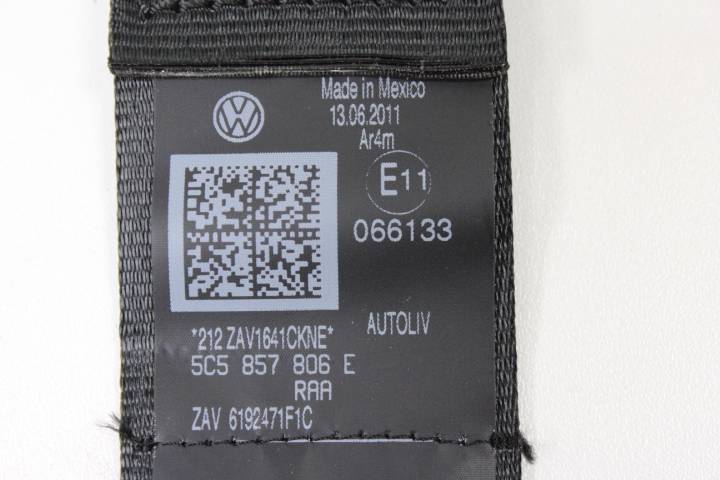 Made in Mexico
13.06.2011
Ar4m
E11
066133
AUTOLIV
*212 ZAV1641CKNE*
5C5 857 806 E
RAA
ZAV 6192471F1C